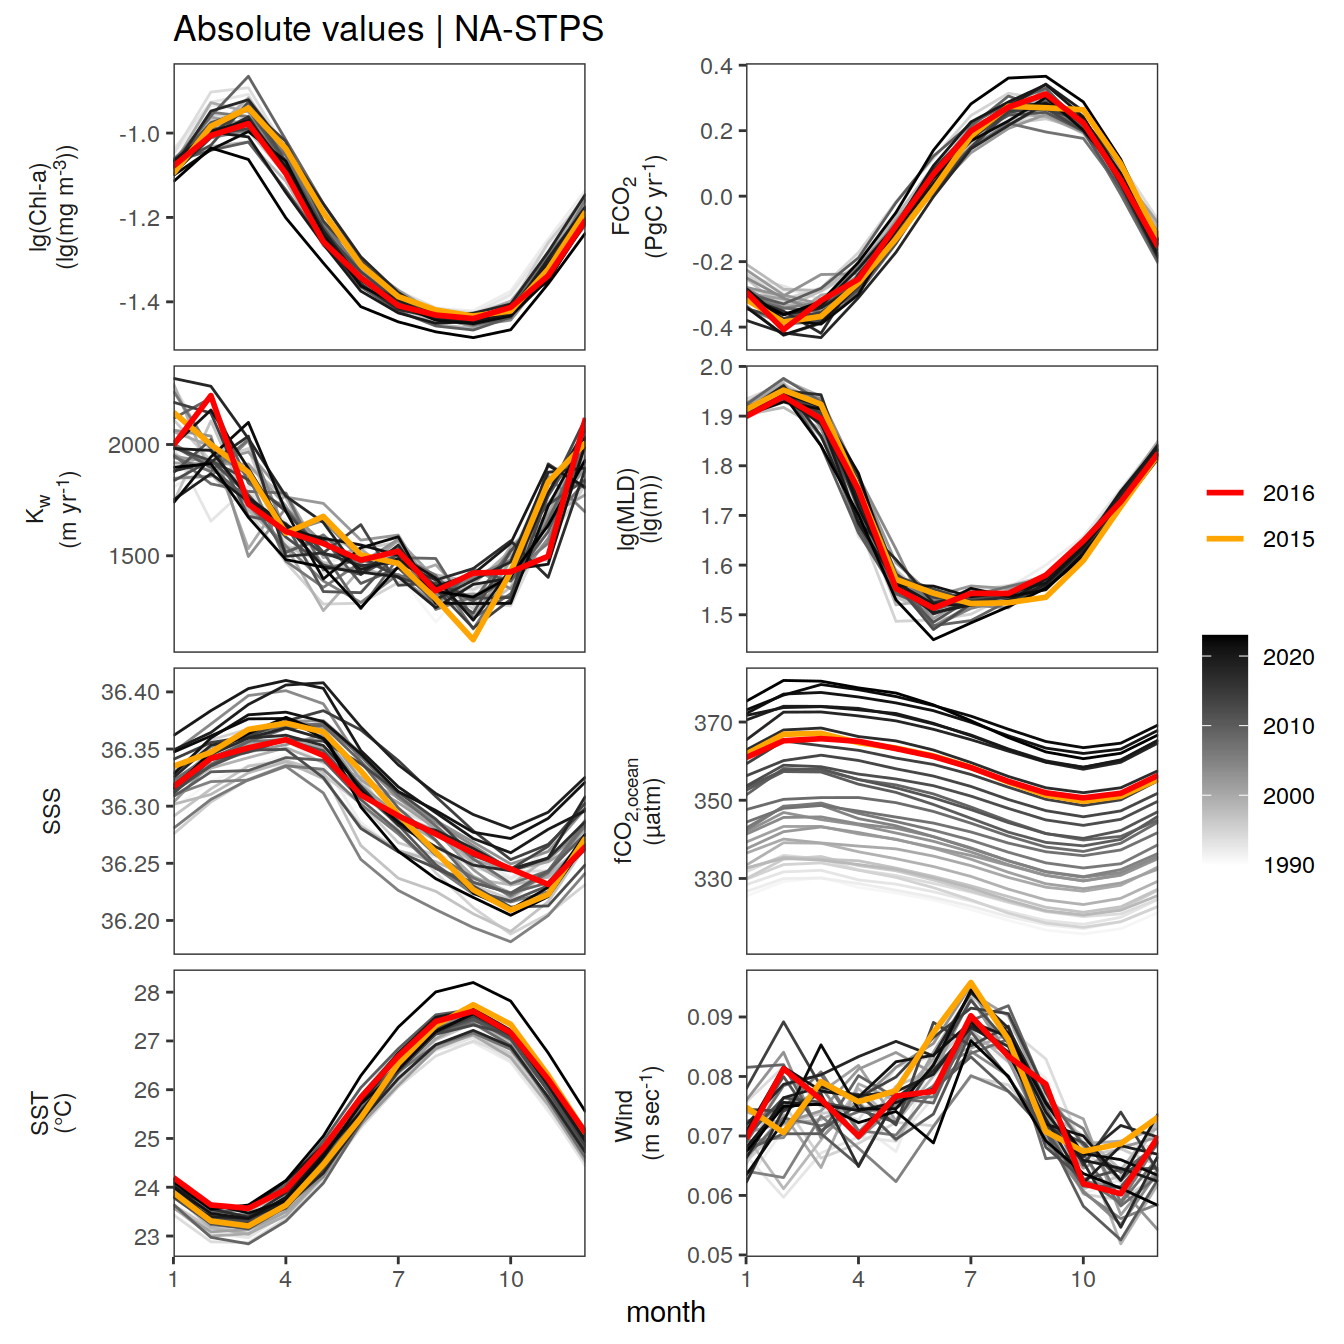 Absolute values | NA-STPS
lg(Chl-a)
(lg(mg m⁻³))
-1.0
-1.2
-1.4
FCO₂
(PgC yr⁻¹)
0.4
0.2
0.0
-0.2
-0.4
K_w
(m yr⁻¹)
2000
1500
lg(MLD)
(lg(m))
2.0
1.9
1.8
1.7
1.6
1.5
SSS
36.40
36.35
36.30
36.25
36.20
fCO₂,ocean
(µatm)
370
350
330
SST
(°C)
28
27
26
25
24
23
1
4
7
10
Wind
(m sec⁻¹)
0.09
0.08
0.07
0.06
0.05
1
4
7
10
month
2016
2015
2020
2010
2000
1990